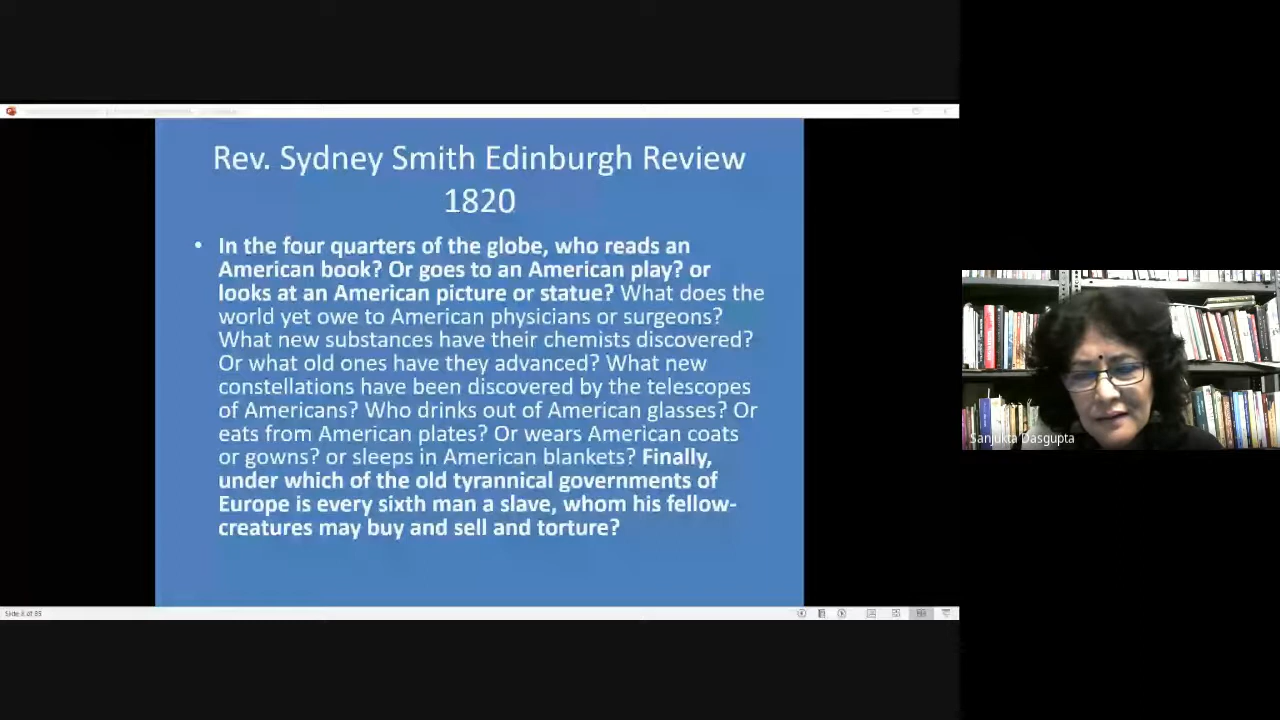 Rev. Sydney Smith Edinburgh Review
1820
• In the four quarters of the globe, who reads an
American book? Or goes to an American play? or
looks at an American picture or statue? What does the
world yet owe to American physicians or surgeons?
What new substances have their chemists discovered?
Or what old ones have they advanced? What new
constellations have been discovered by the telescopes
of Americans? Who drinks out of American glasses? Or
eats from American plates? Or wears American coats
or gowns? or sleeps in American blankets? Finally,
under which of the old tyrannical governments of
Europe is every sixth man a slave, whom his fellow-
creatures may buy and sell and torture?
Sanjukta Dasgupta